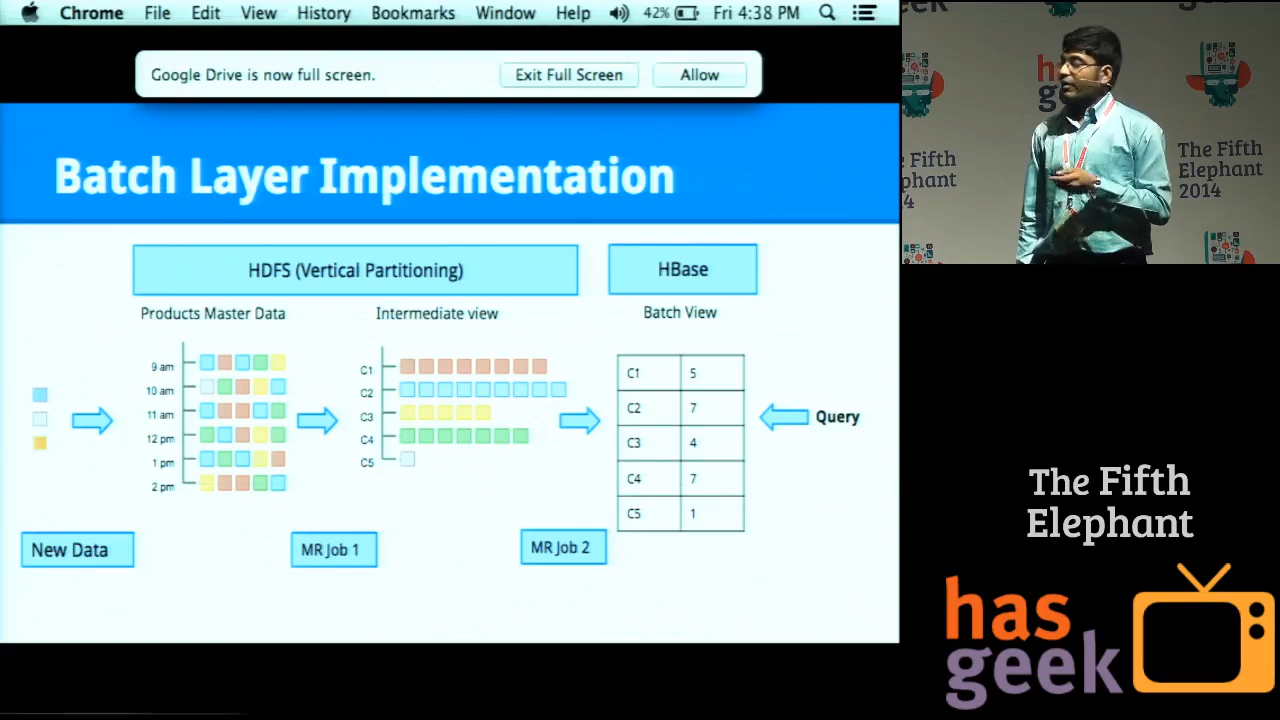 Chrome File Edit View History Bookmarks Window Help 42% Fri 4:38 PM
Google Drive is now full screen. Exit Full Screen Allow
Batch Layer Implementation
HDFS (Vertical Partitioning) HBase
Products Master Data Intermediate view Batch View
9 am
10 am
11 am
12 pm
1 pm
2 pm
C1
C2
C3
C4
C5
C1 5
C2 7
C3 4
C4 7
C5 1
Query
New Data MR Job 1 MR Job 2
has
geek
The Fifth
Elephant
2014
The Fifth
Elephant
2014
The Fifth
Elephant
has
geek